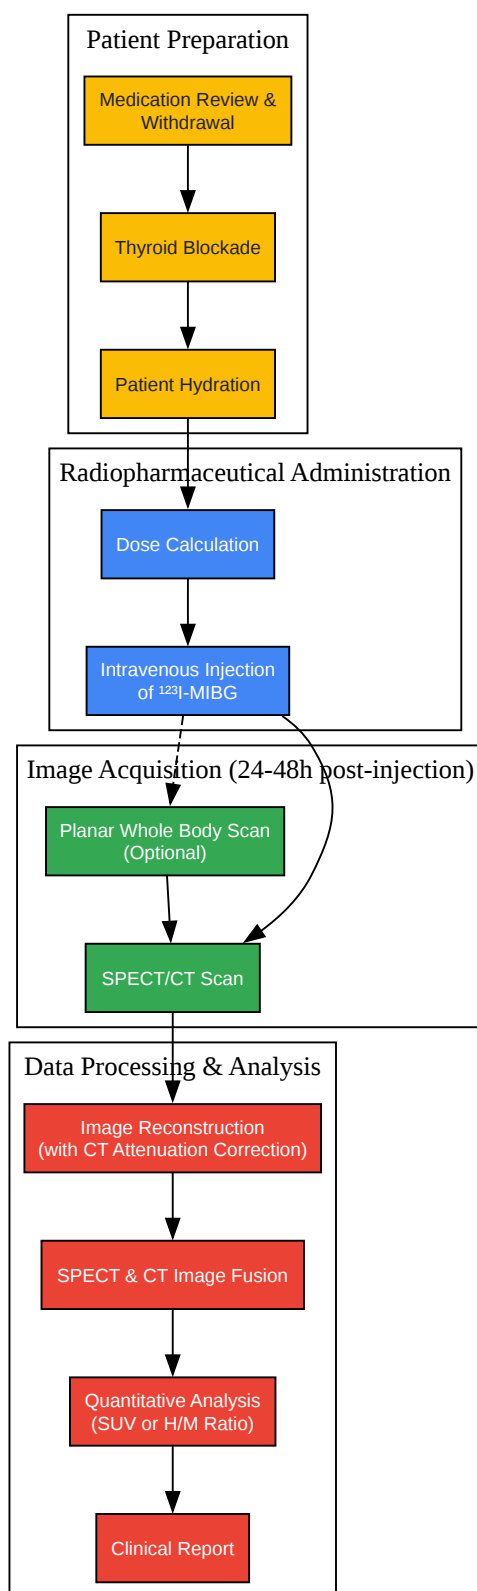 Patient Preparation
Medication Review &
Withdrawal
Thyroid Blockade
Patient Hydration
Radiopharmaceutical Administration
Dose Calculation
Intravenous Injection
of ¹²³I-MIBG
Image Acquisition (24-48h post-injection)
Planar Whole Body Scan
(Optional)
SPECT/CT Scan
Data Processing & Analysis
Image Reconstruction
(with CT Attenuation Correction)
SPECT & CT Image Fusion
Quantitative Analysis
(SUV or H/M Ratio)
Clinical Report